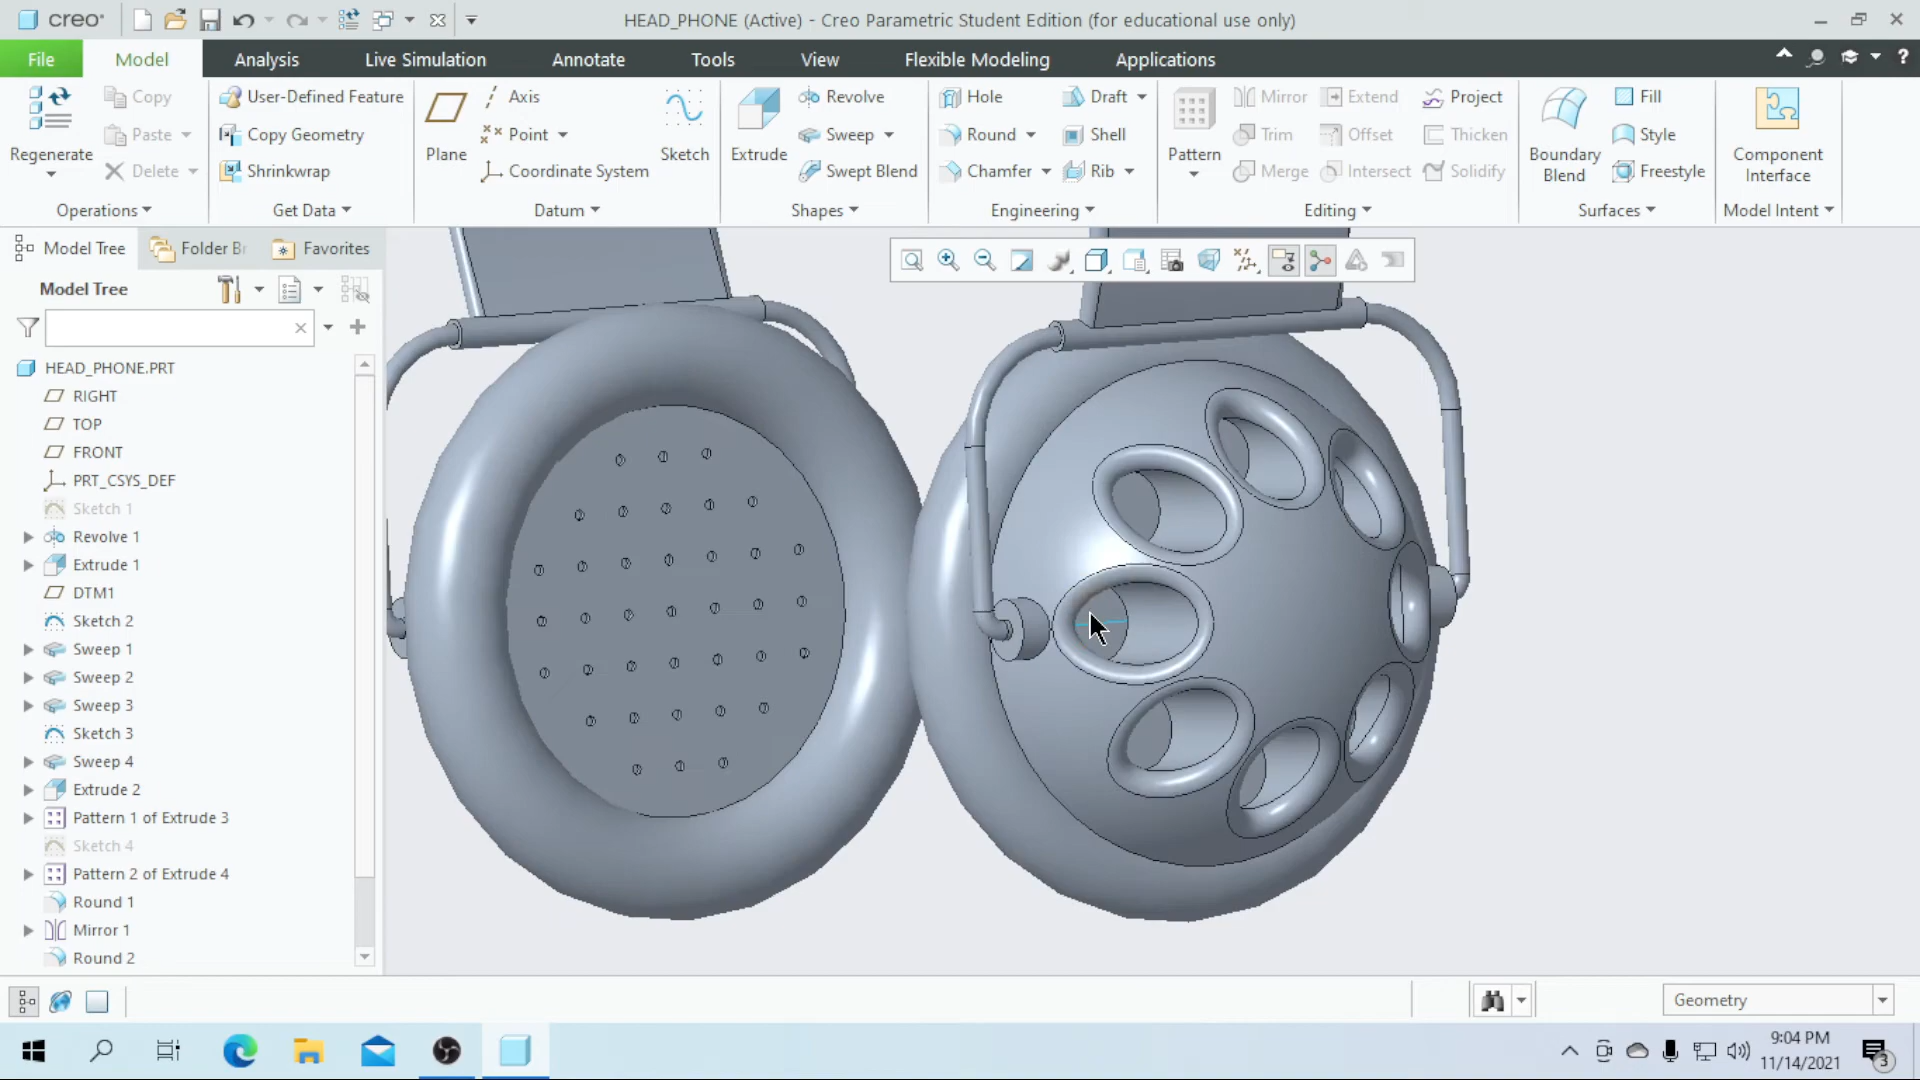 creo°
HEAD_PHONE (Active) - Creo Parametric Student Edition (for educational use only)
File Model Analysis Live Simulation Annotate Tools View Flexible Modeling Applications
Regenerate
Copy
Paste
Delete
Operations
User-Defined Feature
Copy Geometry
Shrinkwrap
Get Data
Plane
Axis
Point
Coordinate System
Sketch
Datum
Extrude
Revolve
Sweep
Swept Blend
Shapes
Hole
Round
Chamfer
Draft
Shell
Rib
Engineering
Pattern
Mirror
Trim
Merge
Extend
Offset
Intersect
Project
Thicken
Solidify
Editing
Boundary
Blend
Fill
Style
Freestyle
Surfaces
Component
Interface
Model Intent
Model Tree Folder Br Favorites
Model Tree
HEAD_PHONE.PRT
RIGHT
TOP
FRONT
PRT_CSYS_DEF
Sketch 1
Revolve 1
Extrude 1
DTM1
Sketch 2
Sweep 1
Sweep 2
Sweep 3
Sketch 3
Sweep 4
Extrude 2
Pattern 1 of Extrude 3
Sketch 4
Pattern 2 of Extrude 4
Round 1
Mirror 1
Round 2
Geometry
9:04 PM
11/14/2021
3